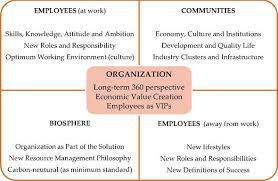 EMPLOYEES (at work)
Skills, Knowledge, Attitude and Ambition
New Roles and Responsibility
Optimum Working Environment (culture)
COMMUNITIES
Economy, Culture and Institutions
Development and Quality Life
Industry Clusters and Infrastructure
ORGANIZATION
Long-term 360 perspective
Economic Value Creation
Employees as VIPs
BIOSPHERE
Organization as Part of the Solution
New Resource Management Philosophy
Carbon-neutral (as minimum standard)
EMPLOYEES (away from work)
New lifestyles
New Roles and Responsibilities
New Definitions of Success